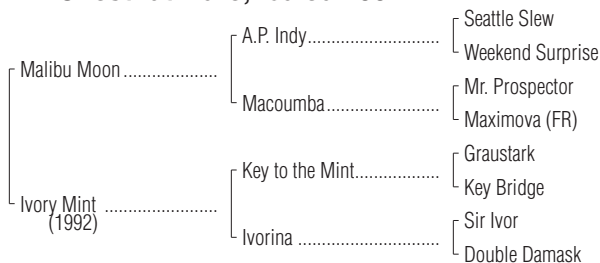 Seattle Slew
A.P. Indy........................................
Weekend Surprise
Malibu Moon...................
Mr. Prospector
Macoumba..................................
Maximova (FR)
Graustark
Key to the Mint.........................
Key Bridge
Ivory Mint.......................
(1992)
Sir Ivor
Ivorina ........................................
Double Damask